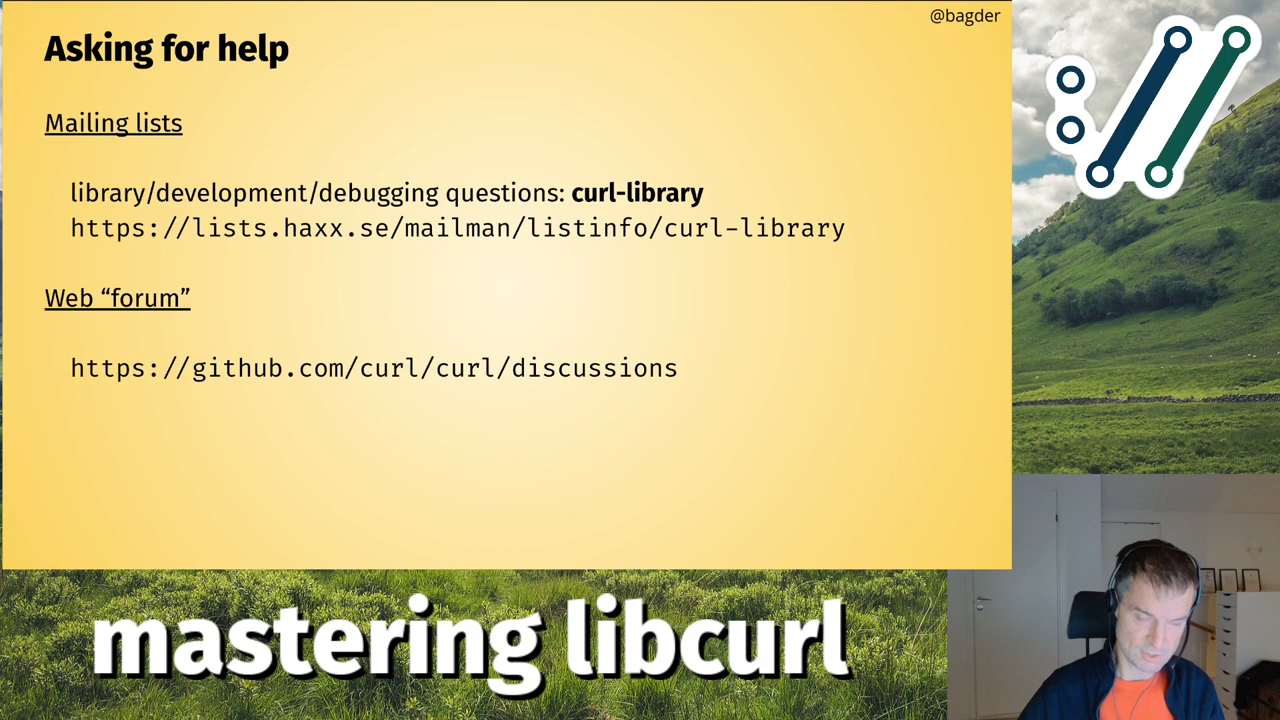 @bagder
Asking for help
Mailing lists
library/development/debugging questions: curl-library
https://lists.haxx.se/mailman/listinfo/curl-library
Web “forum”
https://github.com/curl/curl/discussions
mastering libcurl